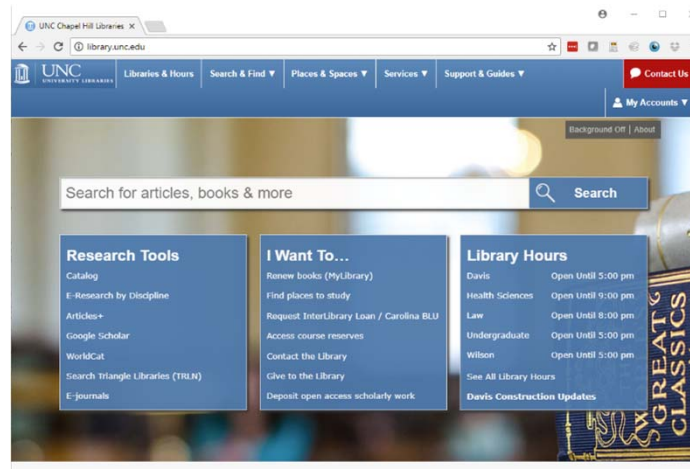 UNC Chapel Hill Libraries
library.unc.edu
UNC
UNIVERSITY LIBRARIES
Libraries & Hours
Search & Find ▼
Places & Spaces ▼
Services ▼
Support & Guides ▼
Contact Us
My Accounts ▼
Background Off | About
Search for articles, books & more
Search
Research Tools
Catalog
E-Research by Discipline
Articles+
Google Scholar
WorldCat
Search Triangle Libraries (TRLN)
E-journals
I Want To...
Renew books (MyLibrary)
Find places to study
Request InterLibrary Loan / Carolina BLU
Access course reserves
Contact the Library
Give to the Library
Deposit open access scholarly work
Library Hours
Davis Open Until 5:00 pm
Health Sciences Open Until 9:00 pm
Law Open Until 8:00 pm
Undergraduate Open Until 5:00 pm
Wilson Open Until 5:00 pm
See All Library Hours
Davis Construction Updates
GREAT
CLASSICS